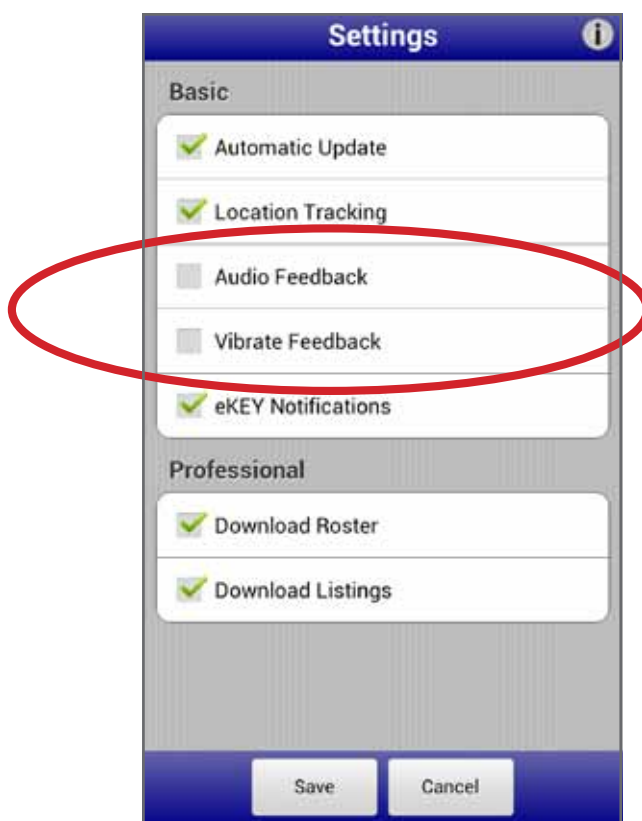 Settings
Basic
Automatic Update
Location Tracking
Audio Feedback
Vibrate Feedback
eKEY Notifications
Professional
Download Roster
Download Listings
Save Cancel